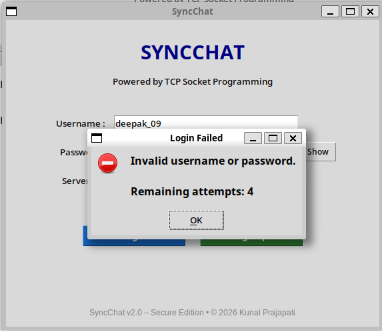 SyncChat
SYNCCHAT
Powered by TCP Socket Programming
Username :
deepak_09
Login Failed
Invalid username or password.
Remaining attempts: 4
Show
OK
SyncChat v2.0 – Secure Edition • © 2026 Kunal Prajapati